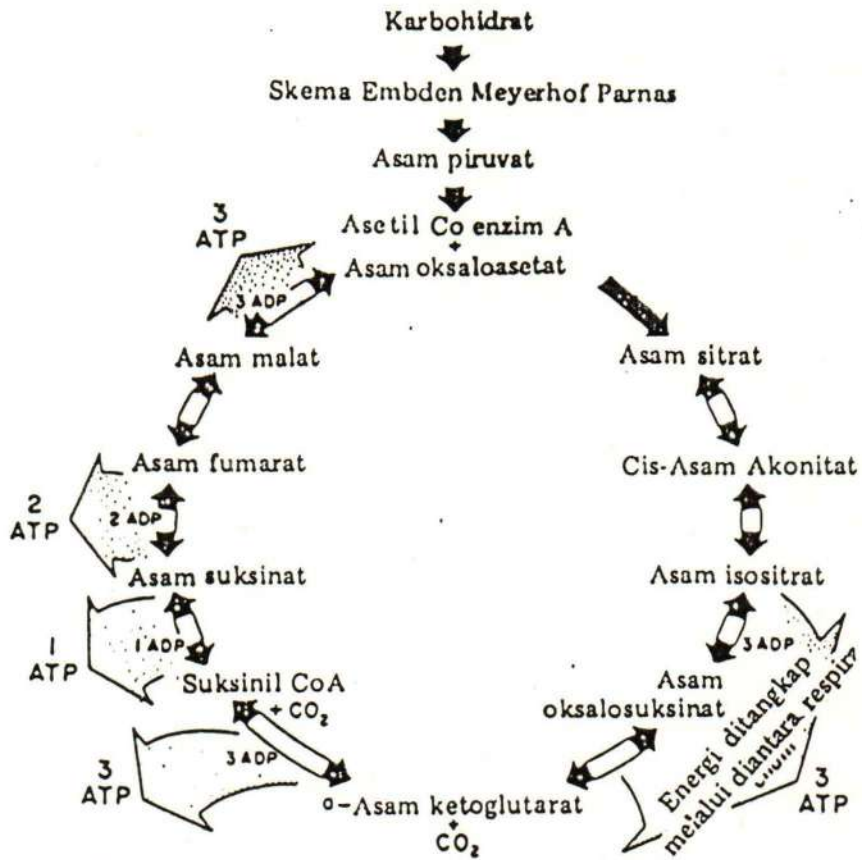 Karbohidrat
Skema Embden Meyerhof Parnas
Asam piruvat
Asetil Co enzim A
+
Asam oksaloasetat
3
ATP
3 ADP
Asam malat
Asam sitrat
Asam fumarat
Cis-Asam Akonitat
2
ATP
2 ADP
Asam suksinat
Asam isositrat
1
ATP
1 ADP
3 ADP
Suksinil CoA
+ CO₂
Asam
oksalosuksinat
3
ATP
3 ADP
α-Asam ketoglutarat
+
CO₂
Energi ditangkap
melalui diantara
3
ATP